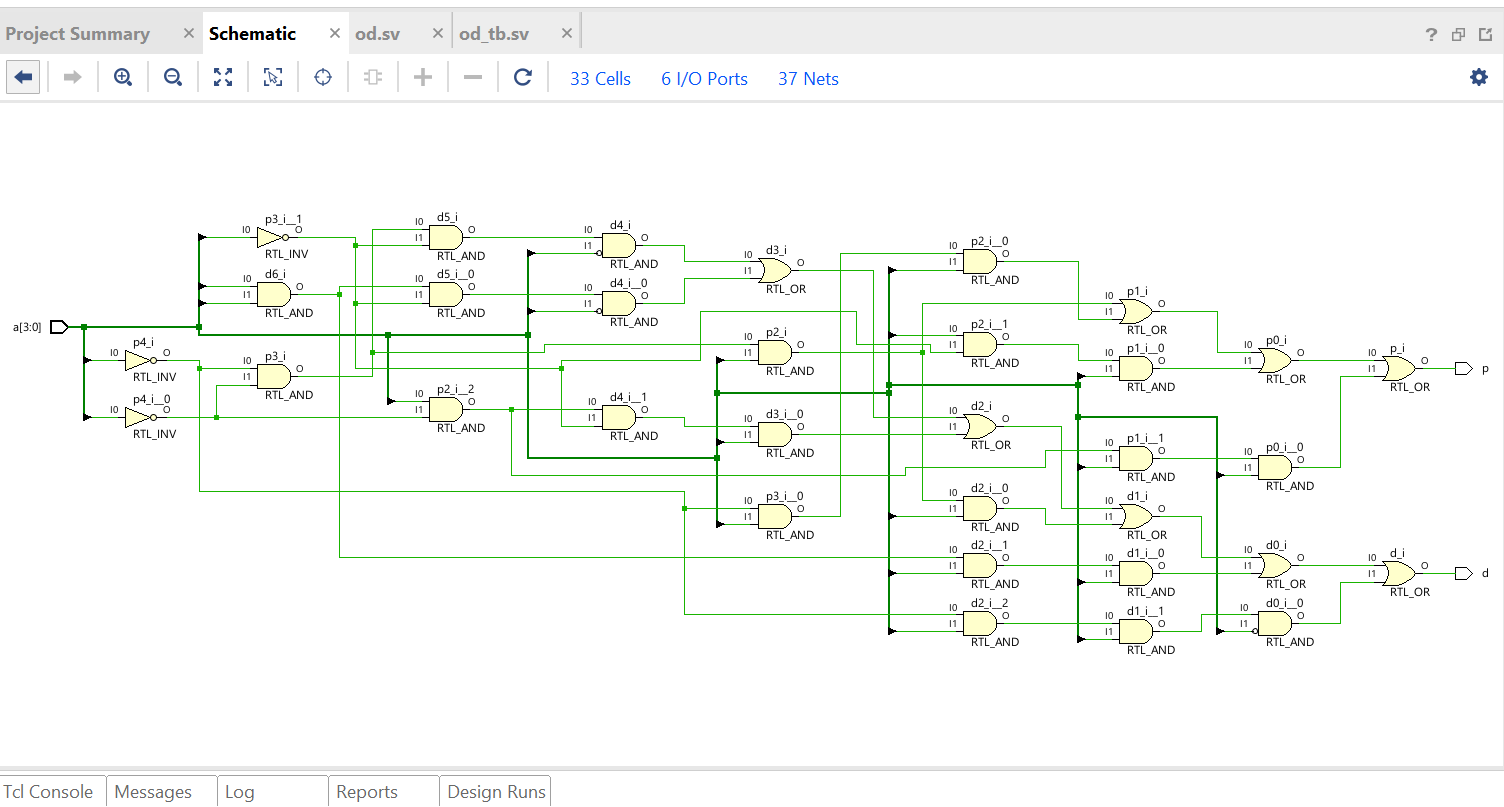 Project Summary × Schematic × od.sv × od_tb.sv × ?
33 Cells 6 I/O Ports 37 Nets
a[3:0]
p3_i__1
I0 O
RTL_INV
d6_i
I0 O
I1
RTL_AND
p4_i
I0 O
RTL_INV
p3_i
I0 O
I1
RTL_AND
p4_i__0
I0 O
RTL_INV
d5_i
I0 O
I1
RTL_AND
d5_i__0
I0 O
I1
RTL_AND
p2_i__2
I0 O
I1
RTL_AND
d4_i
I0 O
I1
RTL_AND
d4_i__0
I0 O
I1
RTL_AND
d4_i__1
I0 O
I1
RTL_AND
d3_i
I0 O
I1
RTL_OR
p2_i
I0 O
I1
RTL_AND
d3_i__0
I0 O
I1
RTL_AND
p3_i__0
I0 O
I1
RTL_AND
p2_i__0
I0 O
I1
RTL_AND
p2_i__1
I0 O
I1
RTL_AND
d2_i
I0 O
I1
RTL_OR
d2_i__0
I0 O
I1
RTL_AND
d2_i__1
I0 O
I1
RTL_AND
d2_i__2
I0 O
I1
RTL_AND
p1_i
I0 O
I1
RTL_OR
p1_i__0
I0 O
I1
RTL_AND
p1_i__1
I0 O
I1
RTL_AND
d1_i
I0 O
I1
RTL_OR
d1_i__0
I0 O
I1
RTL_AND
d1_i__1
I0 O
I1
RTL_AND
p0_i
I0 O
I1
RTL_OR
p0_i__0
I0 O
I1
RTL_AND
d0_i
I0 O
I1
RTL_OR
d0_i__0
I0 O
I1
RTL_AND
p_i
I0 O
I1
RTL_OR
p
d_i
I0 O
I1
RTL_OR
d
Tcl Console Messages Log Reports Design Runs